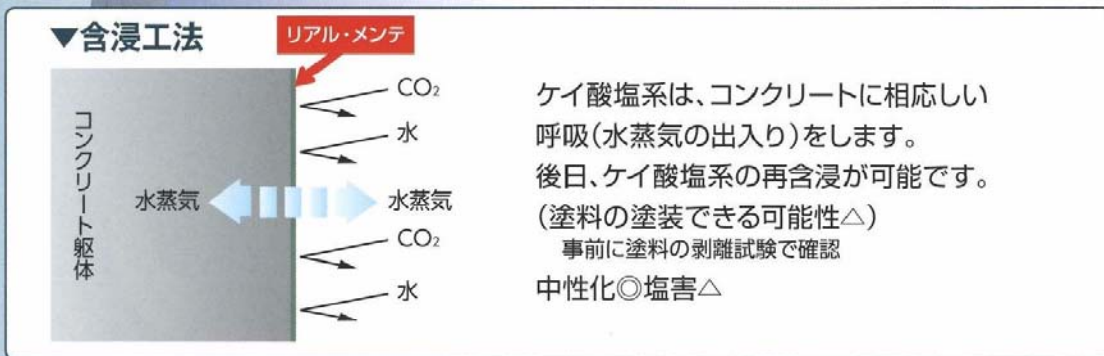 ▼含浸工法
リアル・メンテ
コンクリート躯体
CO₂
水
水蒸気
水蒸気
CO₂
水
ケイ酸塩系は、コンクリートに相応しい
呼吸(水蒸気の出入り)をします。
後日、ケイ酸塩系の再含浸が可能です。
(塗料の塗装できる可能性△)
事前に塗料の剥離試験で確認
中性化◎塩害△